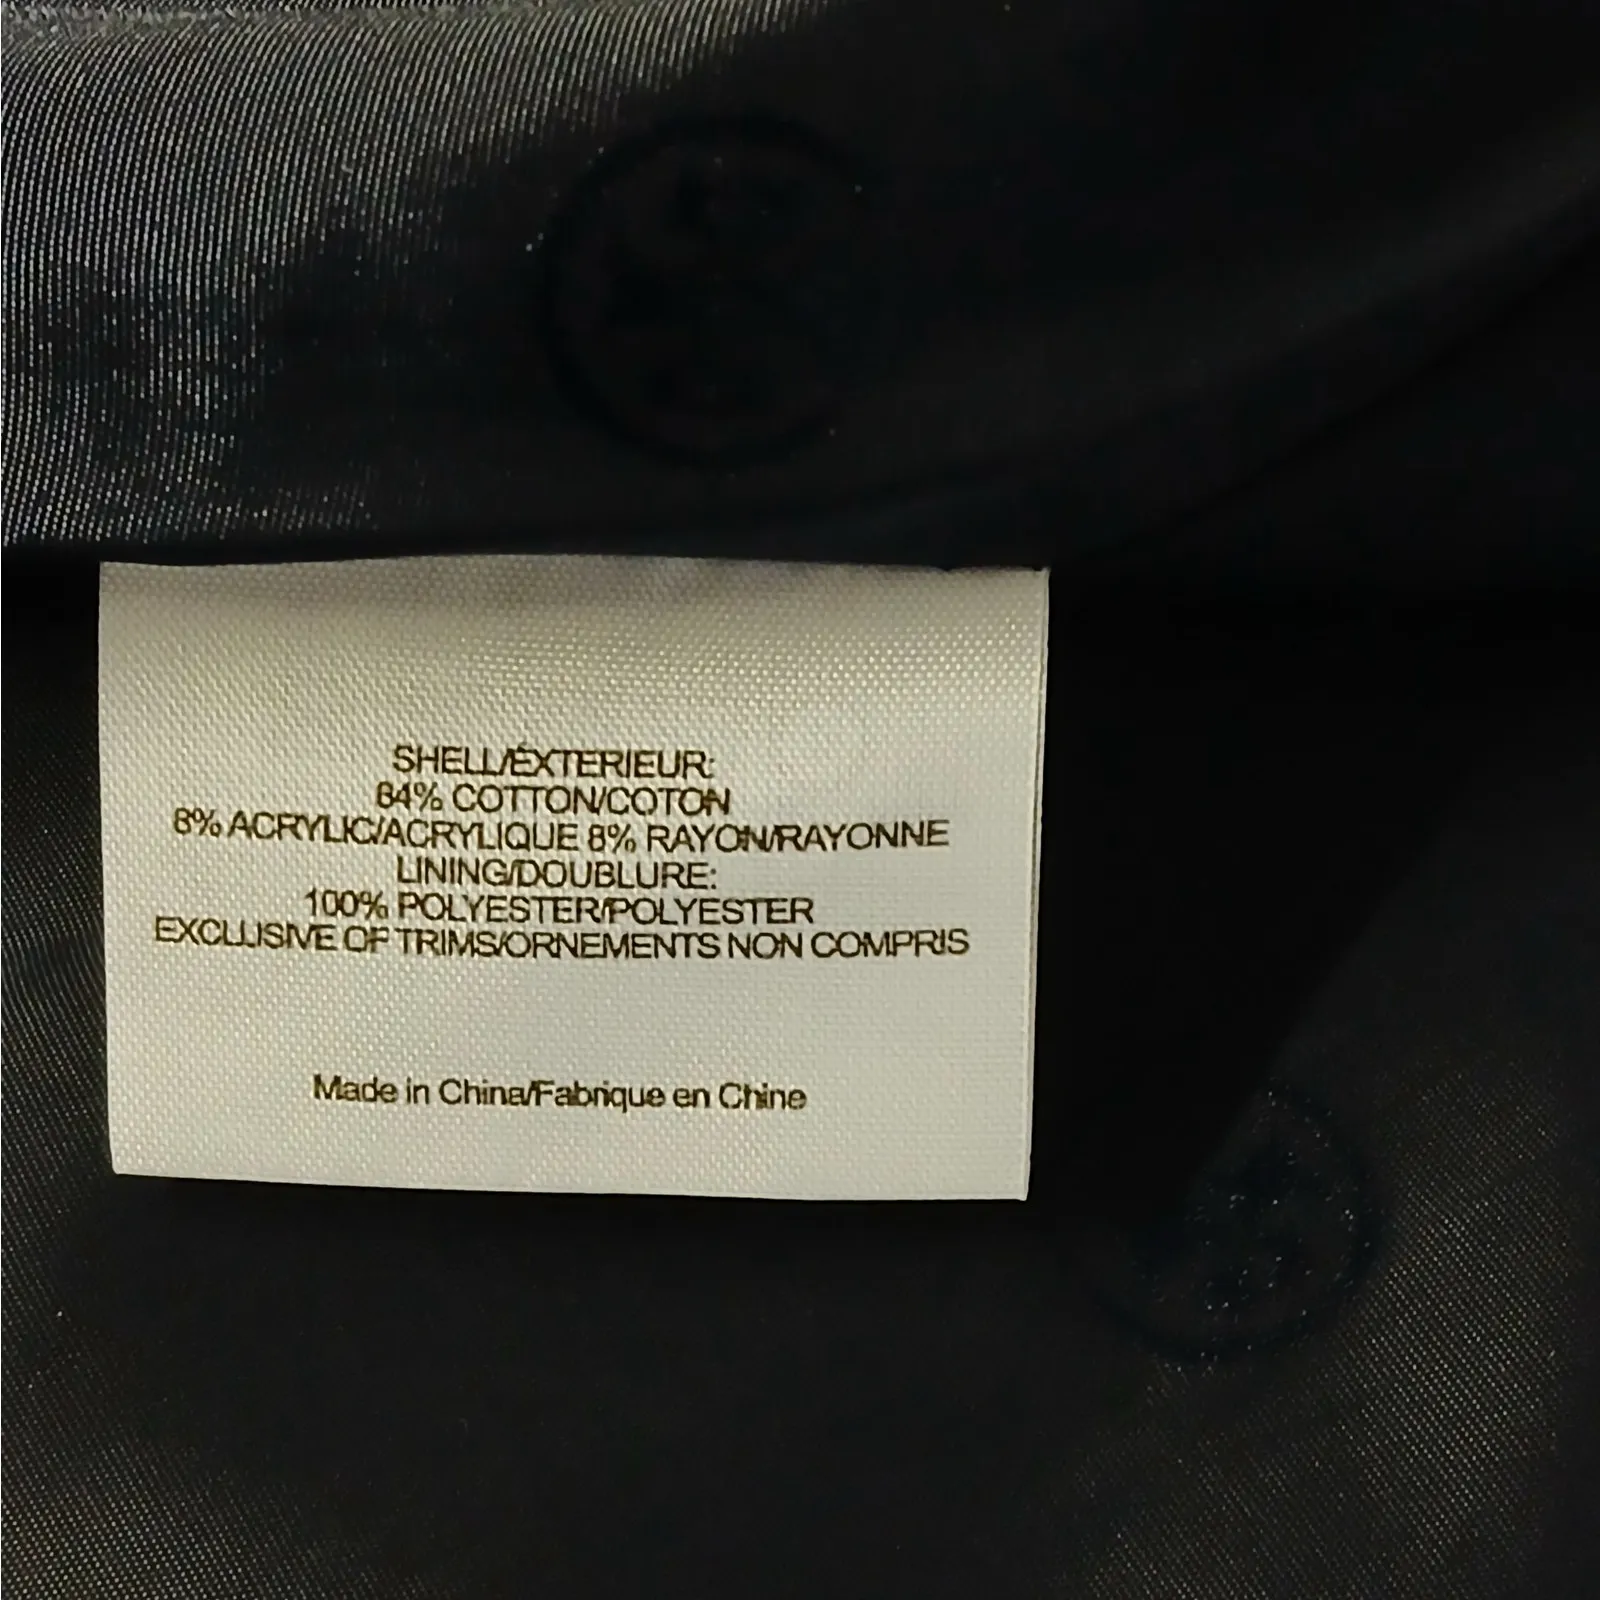 SHELL/ÉXTERIEUR:
84% COTTON/COTON
8% ACRYLIC/ACRYLIQUE 8% RAYON/RAYONNE
LINING/DOUBLURE:
100% POLYESTER/POLYESTER
EXCLUSIVE OF TRIMS/ORNEMENTS NON COMPRIS
Made in China/Fabrique en Chine